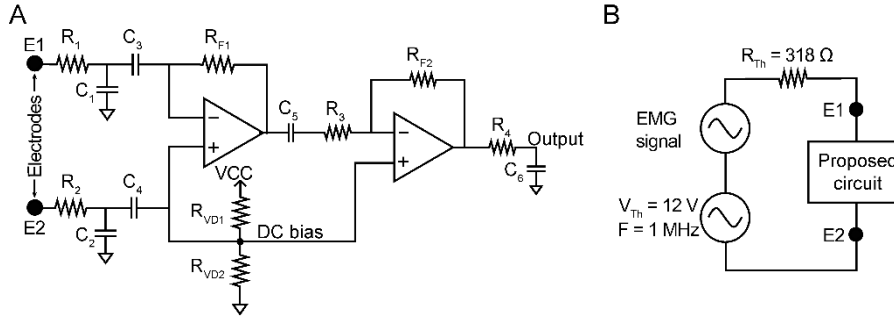 A
E1
R1
C3
RF1
C1
Electrodes
E2
R2
C4
C2
−
+
VCC
RVD1
DC bias
RVD2
C5
R3
RF2
−
+
R4
Output
C6
B
RTh = 318 Ω
E1
EMG
signal
Proposed
circuit
VTh = 12 V
F = 1 MHz
E2